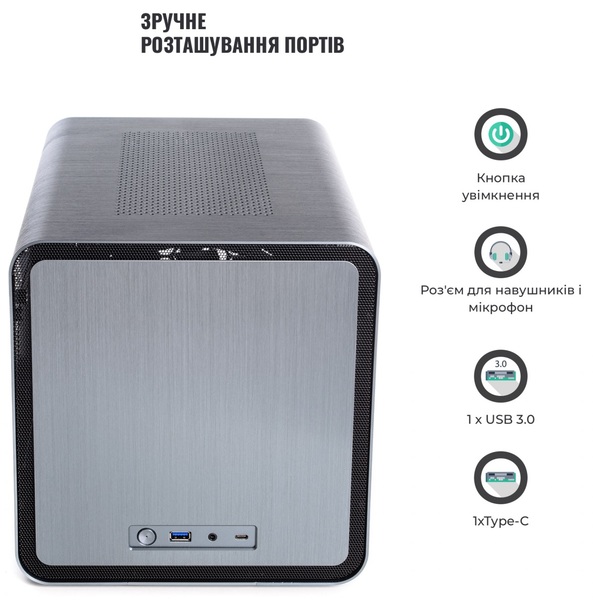 ЗРУЧНЕ
РОЗТАШУВАННЯ ПОРТІВ
Кнопка
увімкнення
Роз'єм для навушників і
мікрофон
3.0
1 x USB 3.0
1xType-C